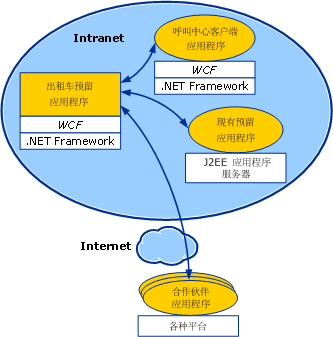 Intranet
呼叫中心客户端
应用程序
WCF
.NET Framework
出租车预留
应用程序
WCF
.NET Framework
现有预留
应用程序
J2EE 应用程序
服务器
Internet
合作伙伴
应用程序
各种平台